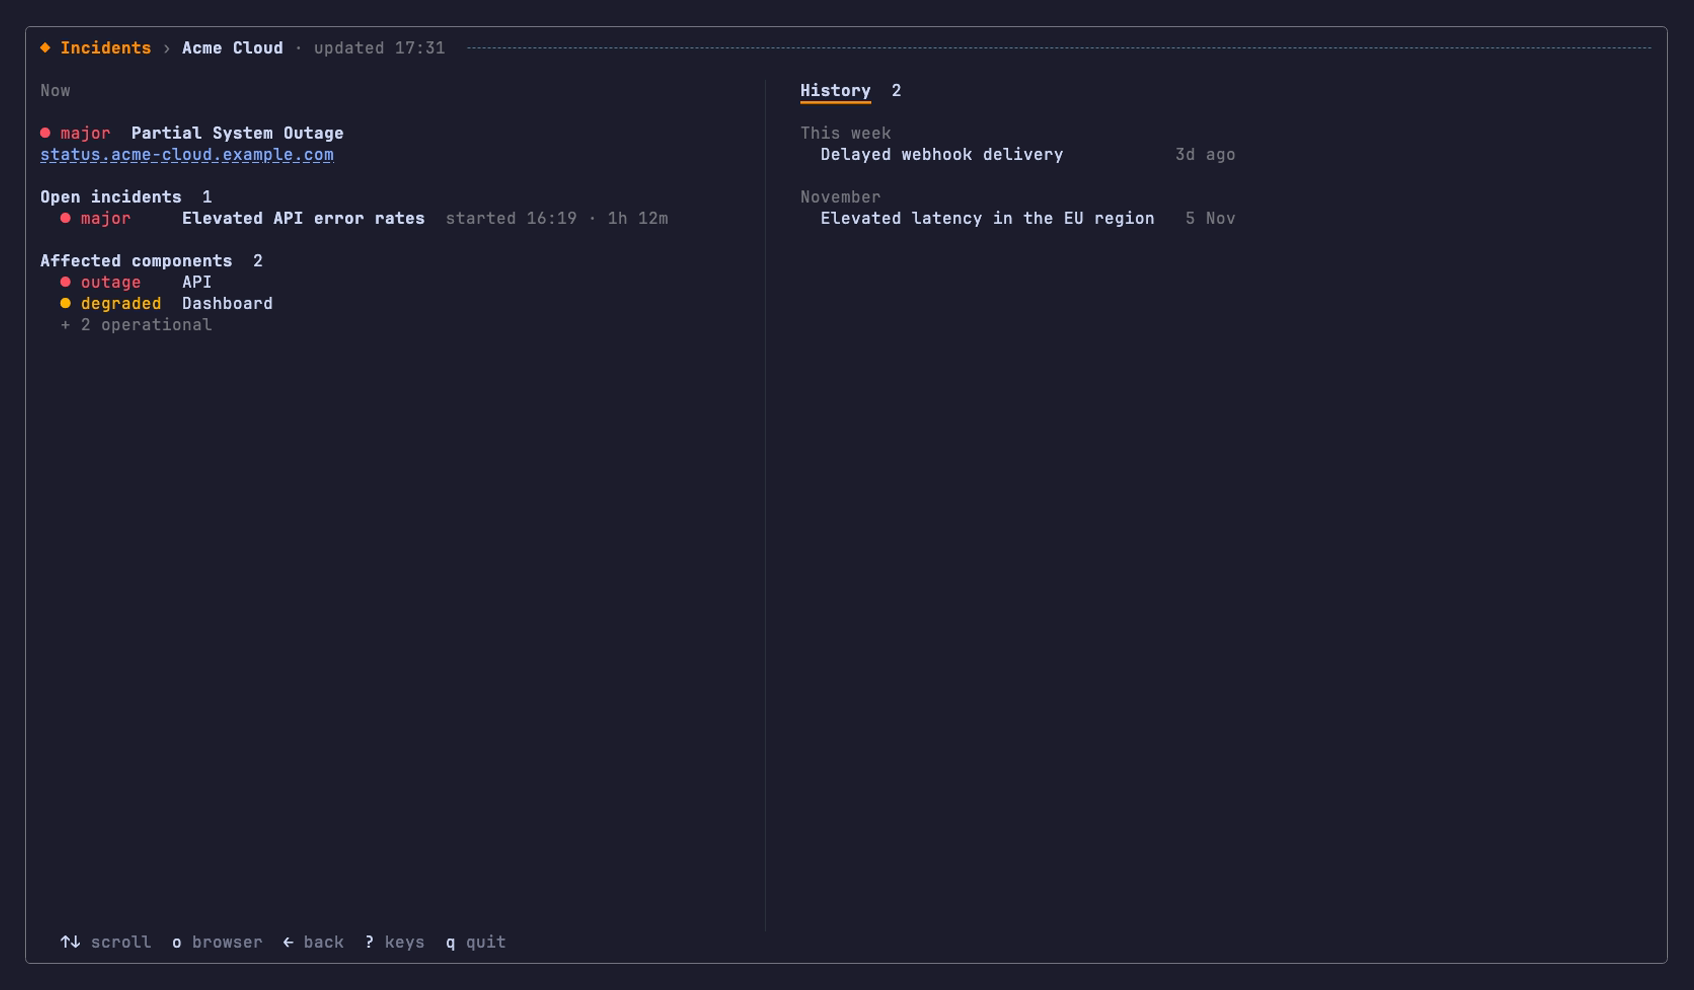 ◆ Incidents › Acme Cloud · updated 17:31
Now
● major  Partial System Outage
status.acme-cloud.example.com
Open incidents  1
● major  Elevated API error rates  started 16:19 · 1h 12m
Affected components  2
● outage  API
● degraded  Dashboard
+ 2 operational
History  2
This week
Delayed webhook delivery  3d ago
November
Elevated latency in the EU region  5 Nov
↑↓ scroll  o browser  ← back  ? keys  q quit